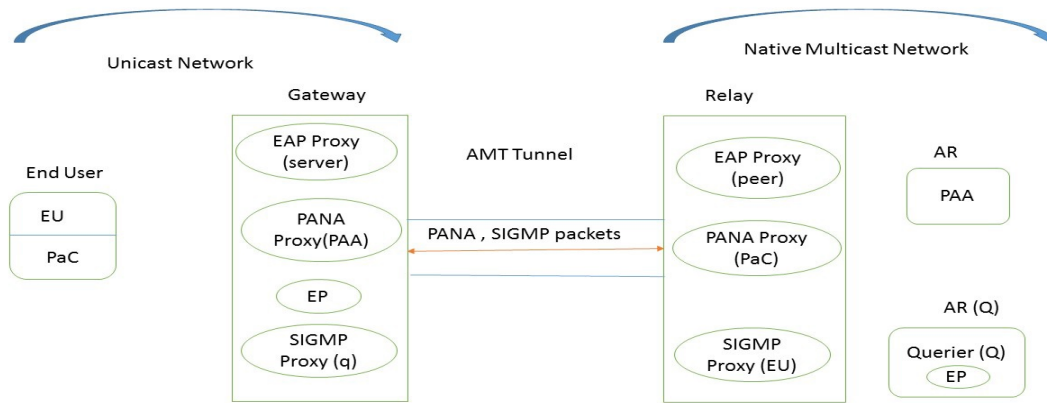 Unicast Network
Native Multicast Network
End User
EU
PaC
Gateway
EAP Proxy
(server)
PANA
Proxy(PAA)
EP
SIGMP
Proxy (q)
AMT Tunnel
PANA , SIGMP packets
Relay
EAP Proxy
(peer)
PANA Proxy
(PaC)
SIGMP
Proxy (EU)
AR
PAA
AR (Q)
Querier (Q)
EP